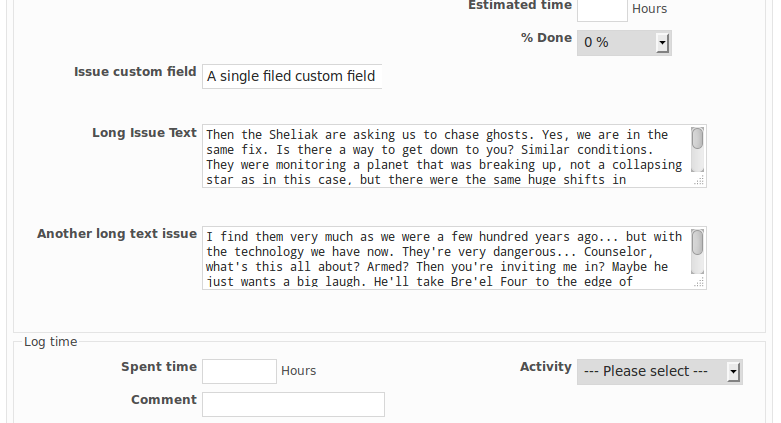 Estimated time Hours
% Done 0 %
Issue custom field A single filed custom field
Long Issue Text Then the Sheliak are asking us to chase ghosts. Yes, we are in the
same fix. Is there a way to get down to you? Similar conditions.
They were monitoring a planet that was breaking up, not a collapsing
star as in this case, but there were the same huge shifts in
Another long text issue I find them very much as we were a few hundred years ago... but with
the technology we have now. They're very dangerous... Counselor,
what's this all about? Armed? Then you're inviting me in? Maybe he
just wants a big laugh. He'll take Bre'el Four to the edge of
Log time
Spent time Hours Activity --- Please select ---
Comment